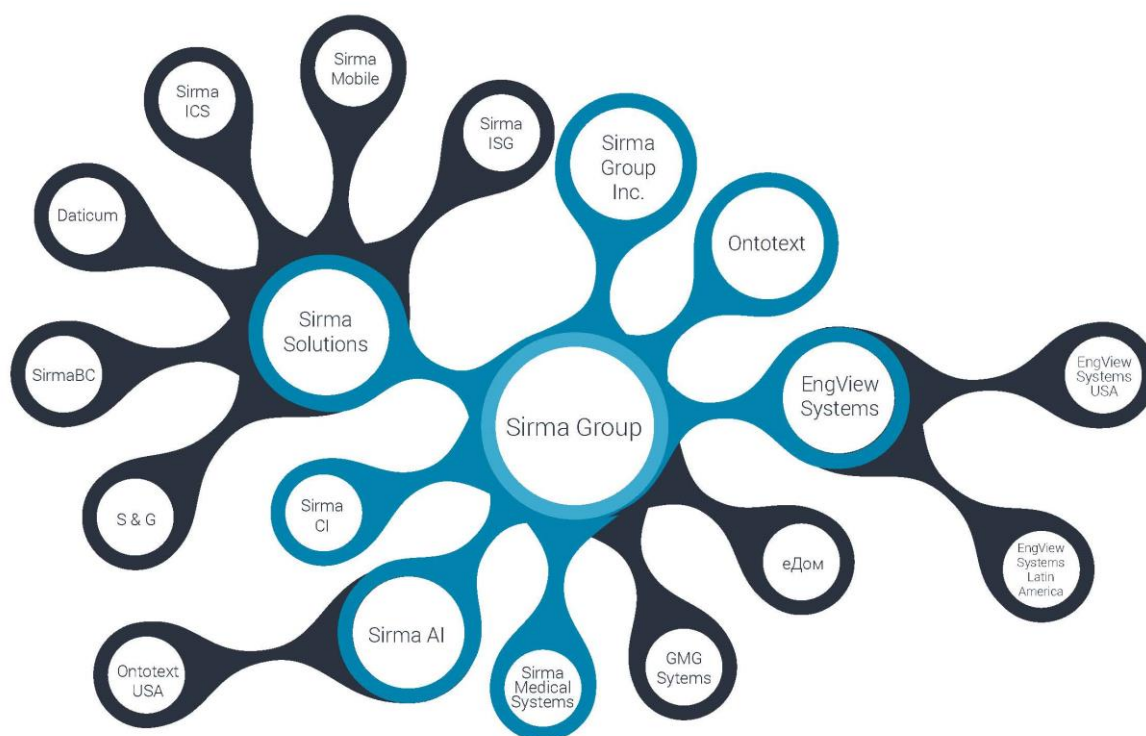 Sirma
Mobile
Sirma
ICS
Sirma
ISG
Sirma
Group
Inc.
Daticum
Ontotext
Sirma
Solutions
SirmaBC
EngView
Systems
EngView
Systems
USA
Sirma Group
S & G
Sirma
CI
еДом
EngView
Systems
Latin
America
Sirma AI
Ontotext
USA
Sirma
Medical
Systems
GMG
Sytems